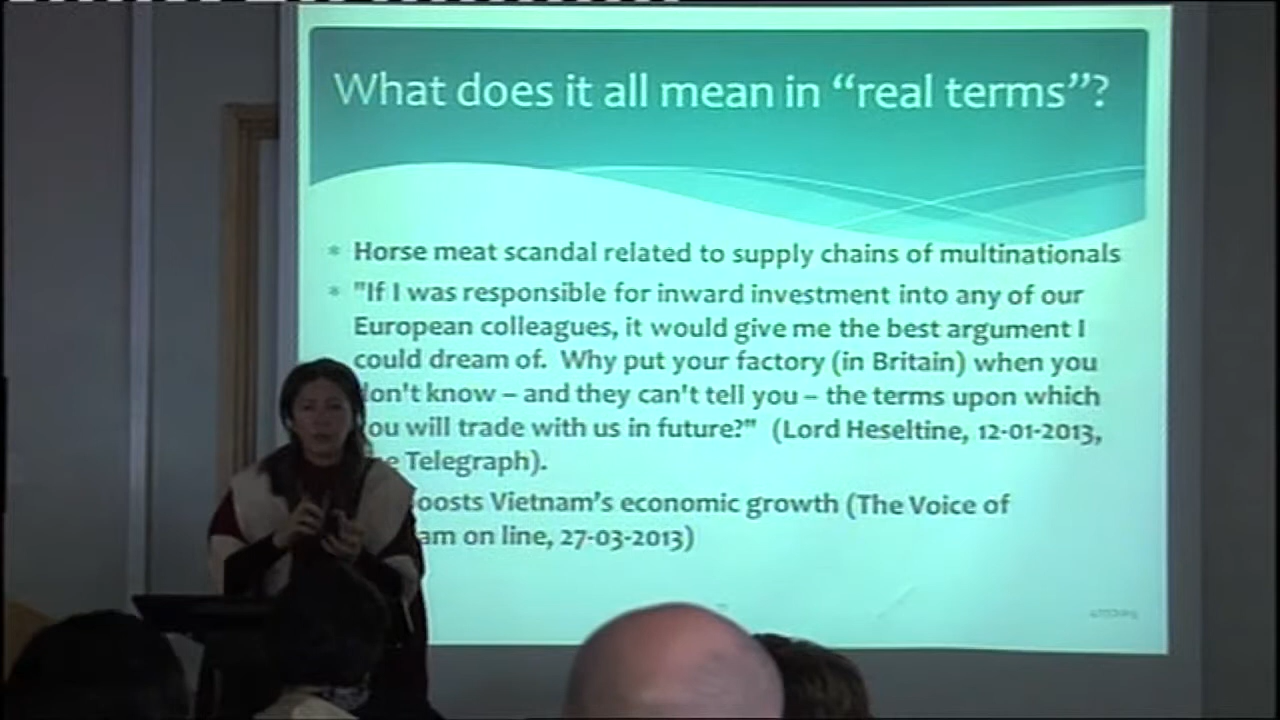 What does it all mean in “real terms”?
* Horse meat scandal related to supply chains of multinationals
* "If I was responsible for inward investment into any of our
European colleagues, it would give me the best argument I
could dream of. Why put your factory (in Britain) when you
don't know – and they can't tell you – the terms upon which
you will trade with us in future?" (Lord Heseltine, 12-01-2013,
Telegraph).
Vietnam’s economic growth (The Voice of
on line, 27-03-2013)